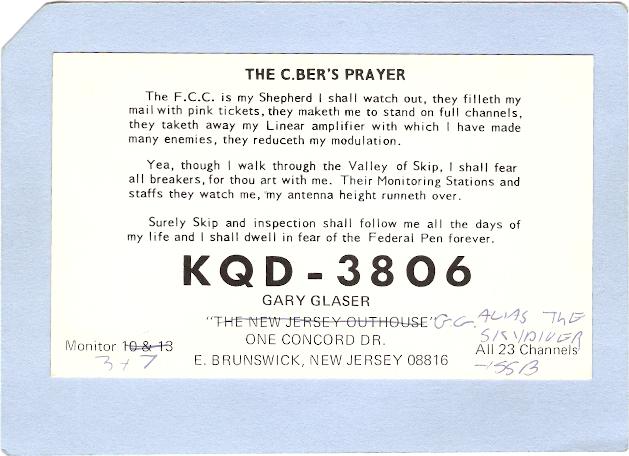 THE C.BER'S PRAYER
The F.C.C. is my Shepherd I shall watch out, they filleth my
mail with pink tickets, they maketh me to stand on full channels,
they taketh away my Linear amplifier with which I have made
many enemies, they reduceth my modulation.
Yea, though I walk through the Valley of Skip, I shall fear
all breakers, for thou art with me. Their Monitoring Stations and
staffs they watch me, my antenna height runneth over.
Surely Skip and inspection shall follow me all the days of
my life and I shall dwell in fear of the Federal Pen forever.
KQD - 3806
GARY GLASER
"THE NEW JERSEY OUTHOUSE" G.G. ALIAS THE
SKYDIVER
ONE CONCORD DR.
Monitor 10 & 13
3 + 7
All 23 Channels
E. BRUNSWICK, NEW JERSEY 08816
-SSB